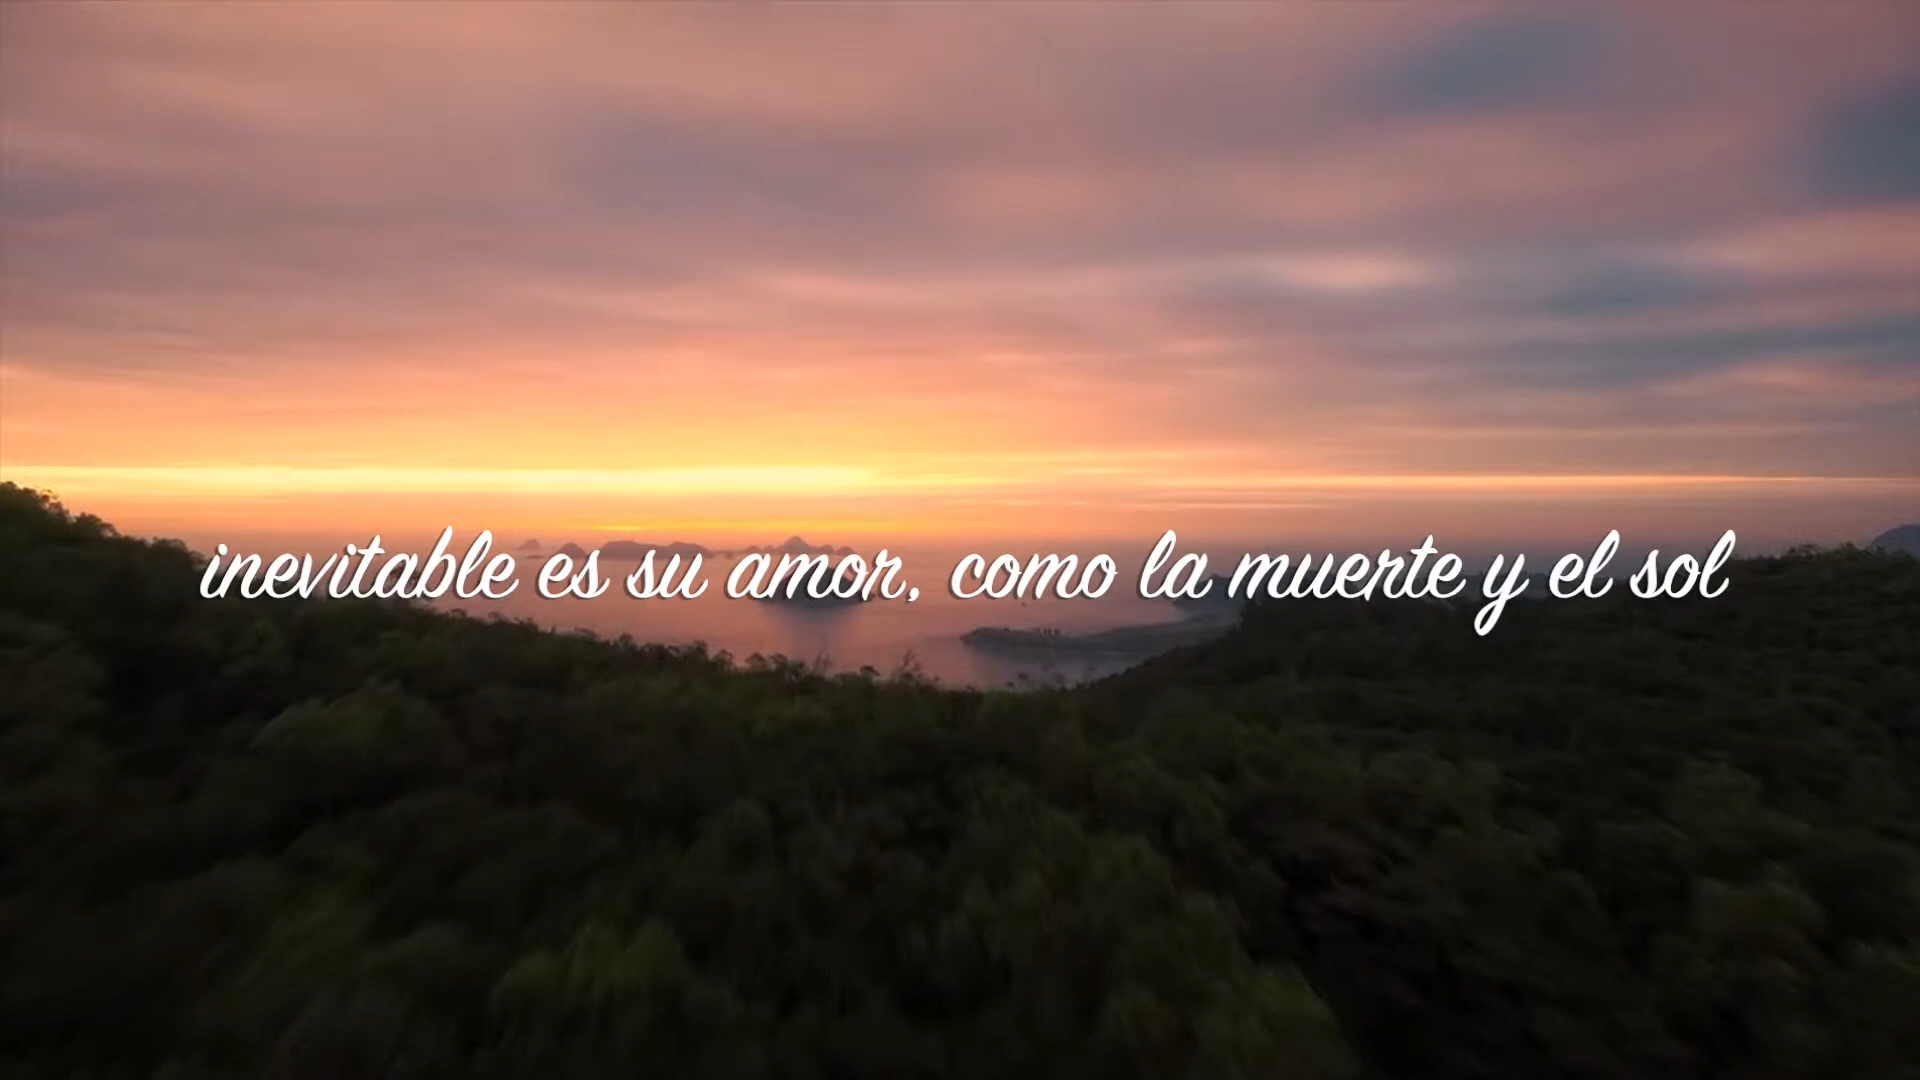 inevitable es su amor, como la muerte y el sol